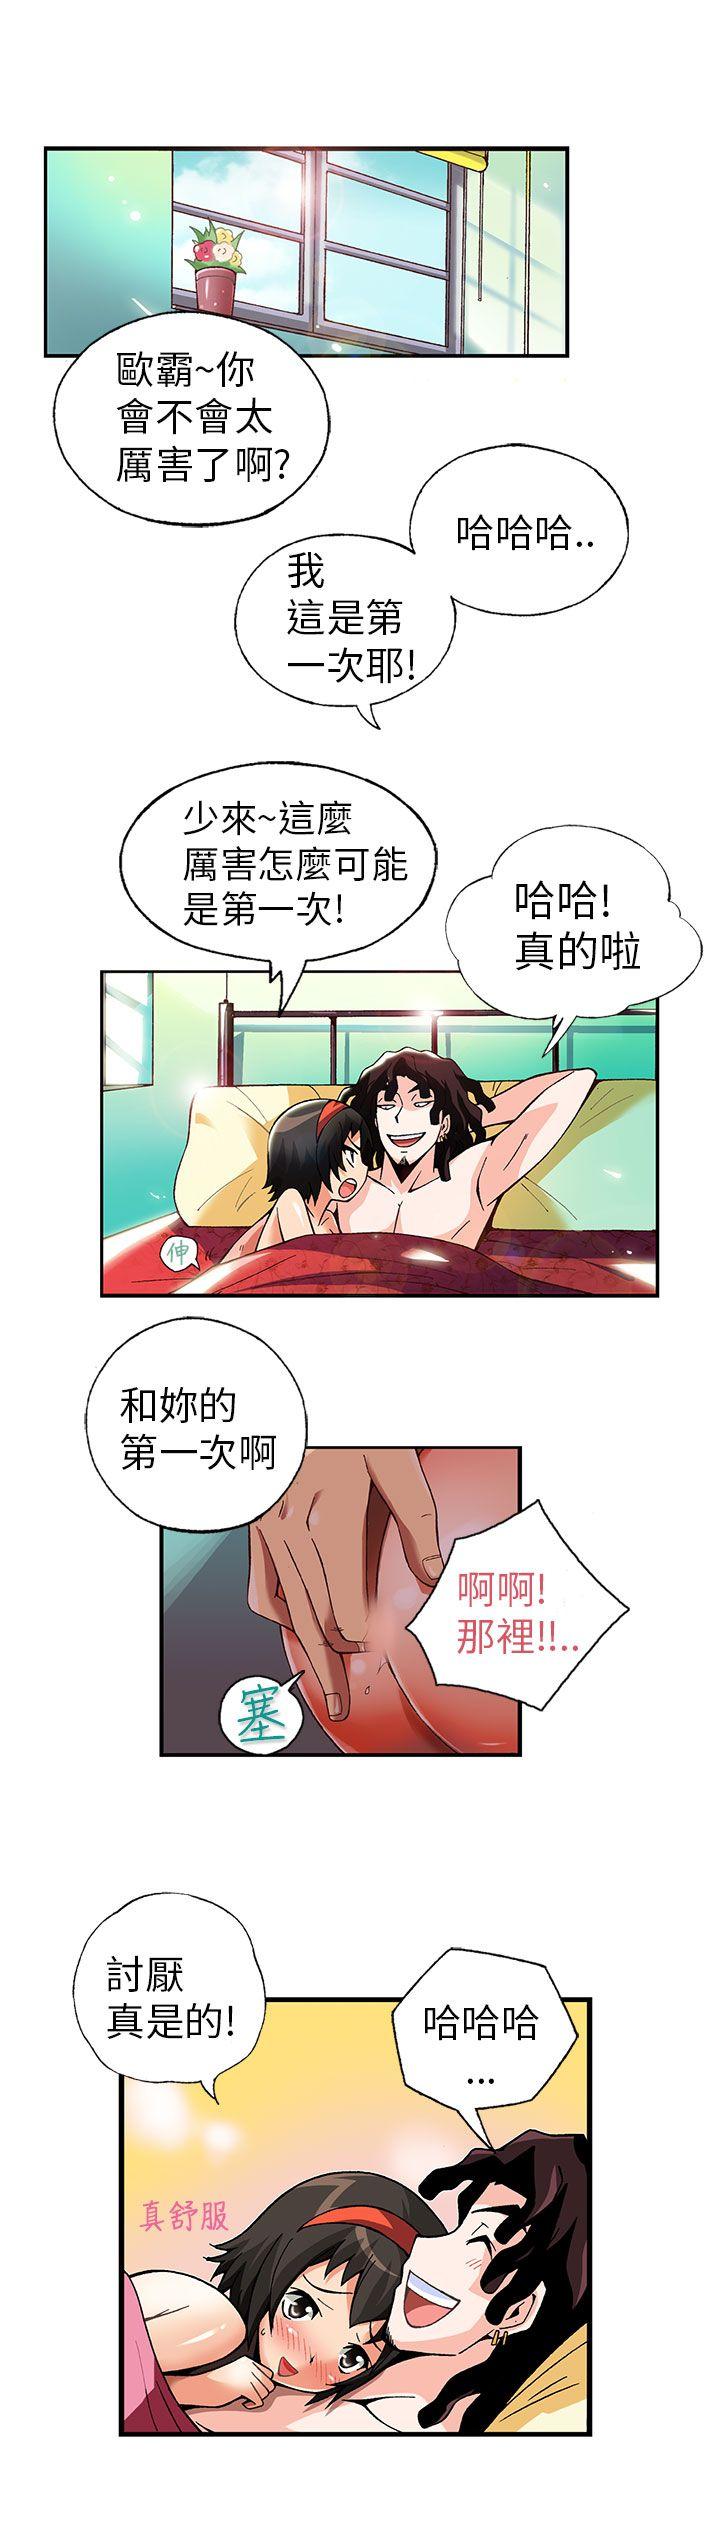 歐霸~你
會不會太
厲害了啊?
哈哈哈..
我
這是第
一次耶!
少來~這麼
厲害怎麼可能
是第一次!
哈哈!
真的啦
伸
和妳的
第一次啊
啊啊!
那裡!!..
塞
討厭
真是的!
哈哈哈
...
真舒服